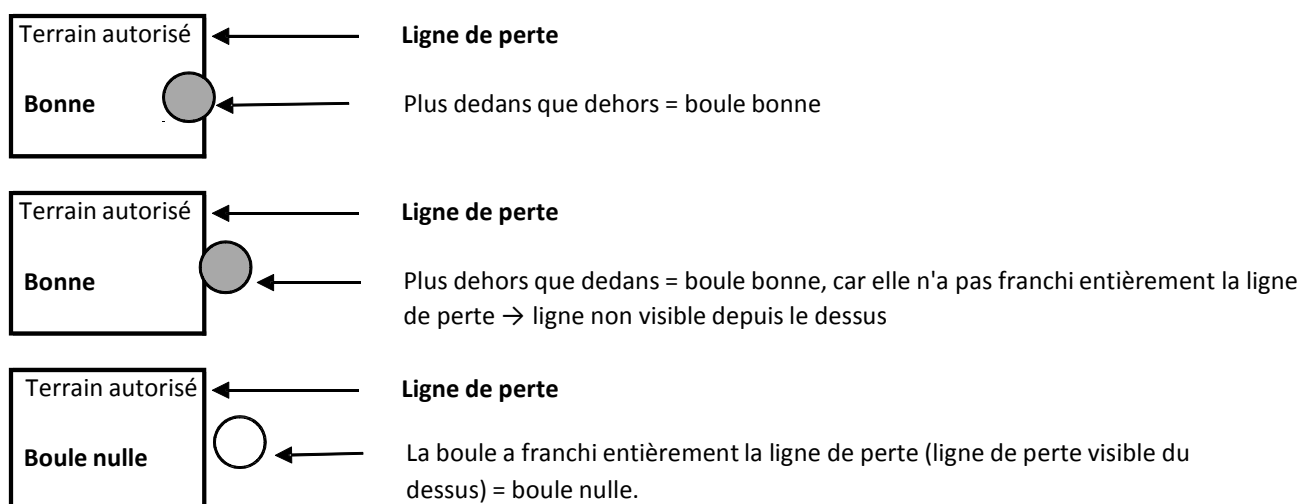 Terrain autorisé
Ligne de perte
Bonne
Plus dedans que dehors = boule bonne
Terrain autorisé
Ligne de perte
Bonne
Plus dehors que dedans = boule bonne, car elle n'a pas franchi entièrement la ligne
de perte → ligne non visible depuis le dessus
Terrain autorisé
Ligne de perte
Boule nulle
La boule a franchi entièrement la ligne de perte (ligne de perte visible du
dessus) = boule nulle.